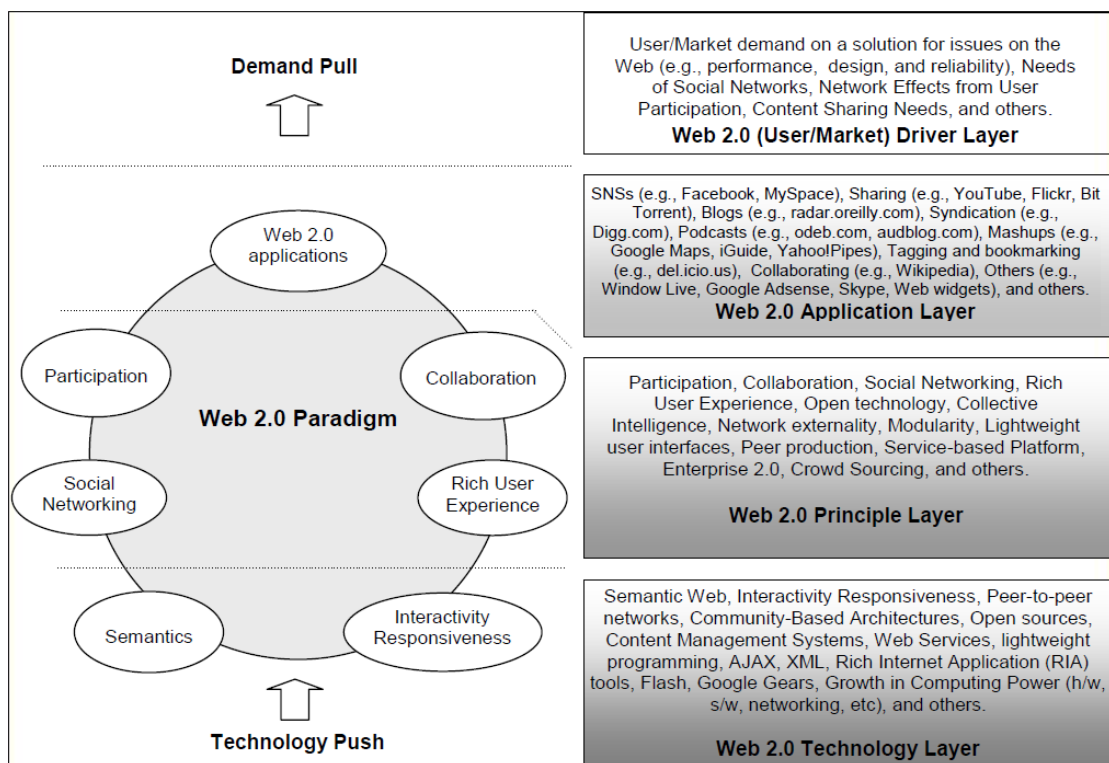 Demand Pull
Web 2.0
applications
Participation
Collaboration
Web 2.0 Paradigm
Social
Networking
Rich User
Experience
Semantics
Interactivity
Responsiveness
Technology Push
User/Market demand on a solution for issues on the
Web (e.g., performance, design, and reliability), Needs
of Social Networks, Network Effects from User
Participation, Content Sharing Needs, and others.
Web 2.0 (User/Market) Driver Layer
SNSs (e.g., Facebook, MySpace), Sharing (e.g., YouTube, Flickr, Bit
Torrent), Blogs (e.g., radar.oreilly.com), Syndication (e.g.,
Digg.com), Podcasts (e.g., odeb.com, audblog.com), Mashups (e.g.,
Google Maps, iGuide, Yahoo!Pipes), Tagging and bookmarking
(e.g., del.icio.us), Collaborating (e.g., Wikipedia), Others (e.g.,
Window Live, Google Adsense, Skype, Web widgets), and others.
Web 2.0 Application Layer
Participation, Collaboration, Social Networking, Rich
User Experience, Open technology, Collective
Intelligence, Network externality, Modularity, Lightweight
user interfaces, Peer production, Service-based Platform,
Enterprise 2.0, Crowd Sourcing, and others.
Web 2.0 Principle Layer
Semantic Web, Interactivity Responsiveness, Peer-to-peer
networks, Community-Based Architectures, Open sources,
Content Management Systems, Web Services, lightweight
programming, AJAX, XML, Rich Internet Application (RIA)
tools, Flash, Google Gears, Growth in Computing Power (h/w,
s/w, networking, etc), and others.
Web 2.0 Technology Layer